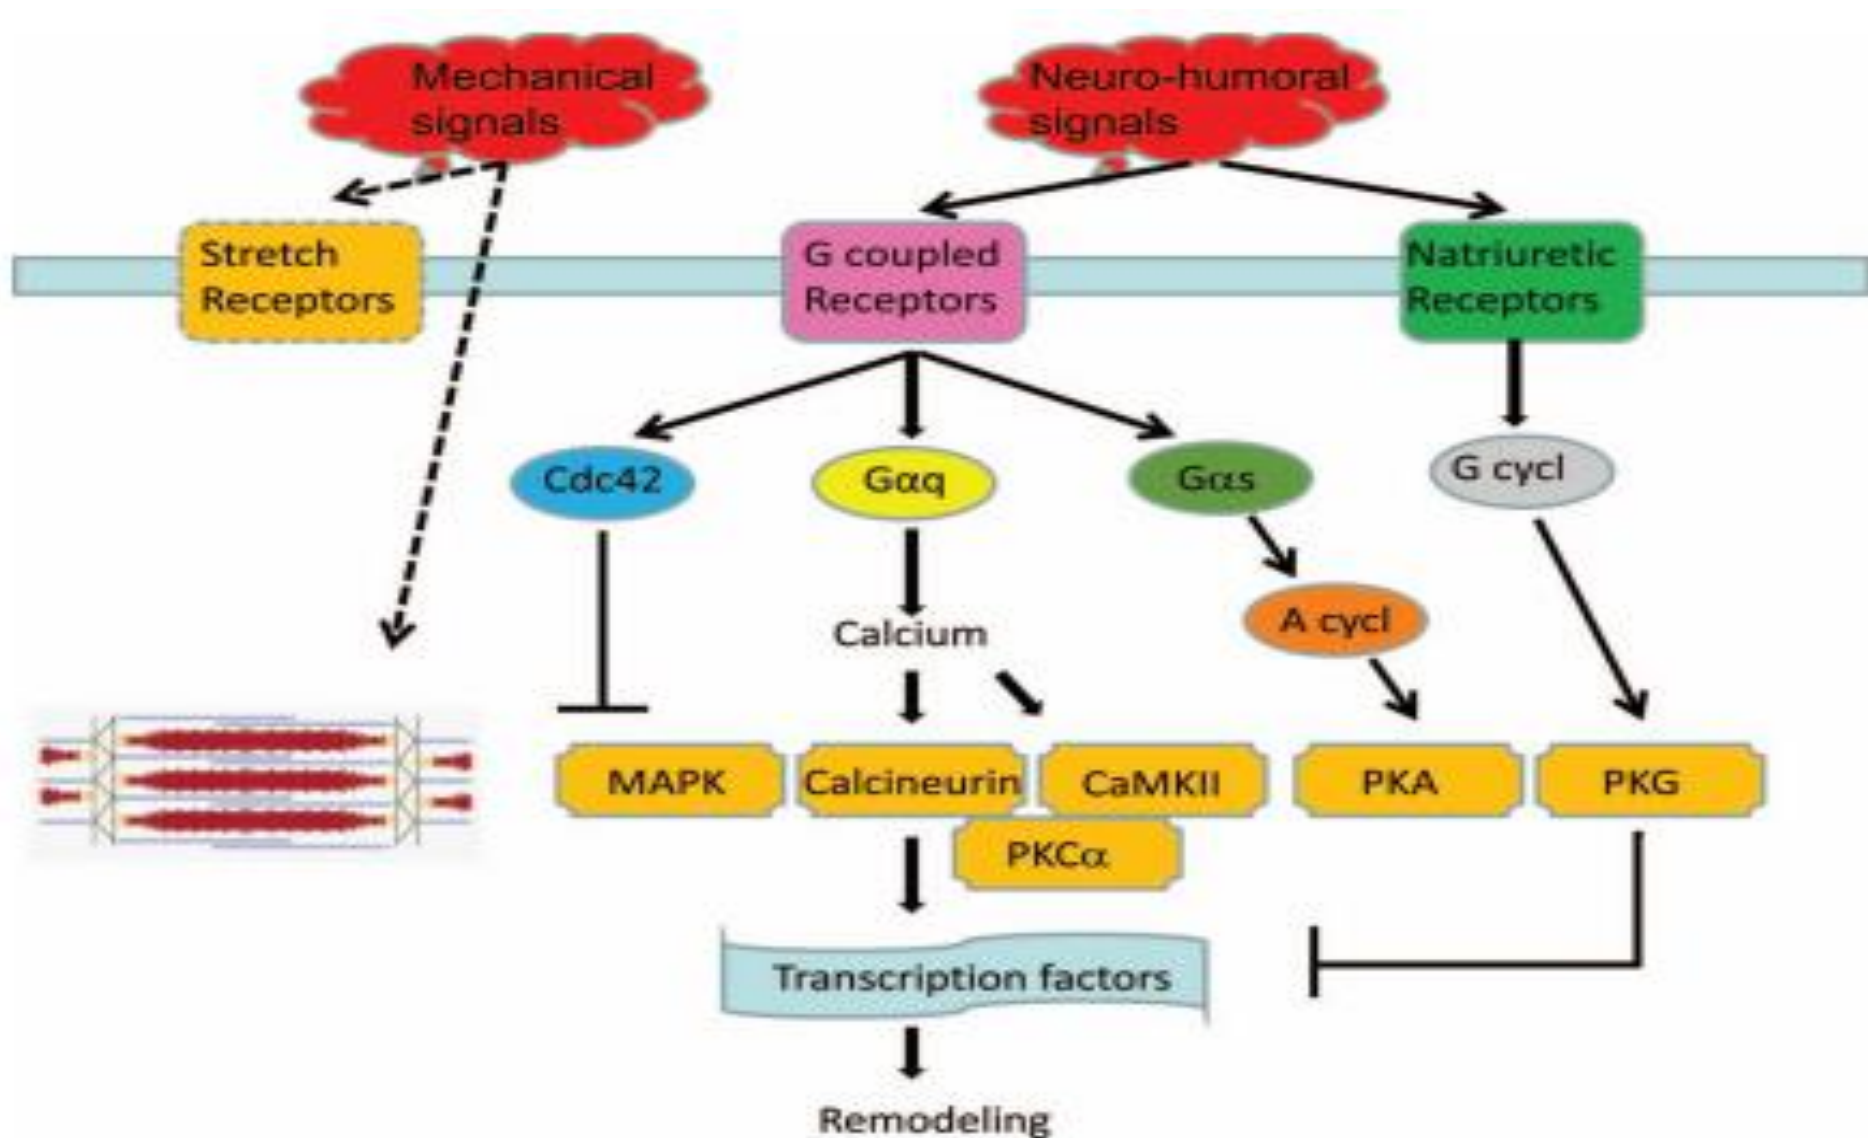 Mechanical
signals
Neuro-humoral
signals
Stretch
Receptors
G coupled
Receptors
Natriuretic
Receptors
Cdc42
Gαq
Gαs
G cycl
A cycl
Calcium
MAPK
Calcineurin
CaMKII
PKA
PKG
PKCα
Transcription factors
Remodeling